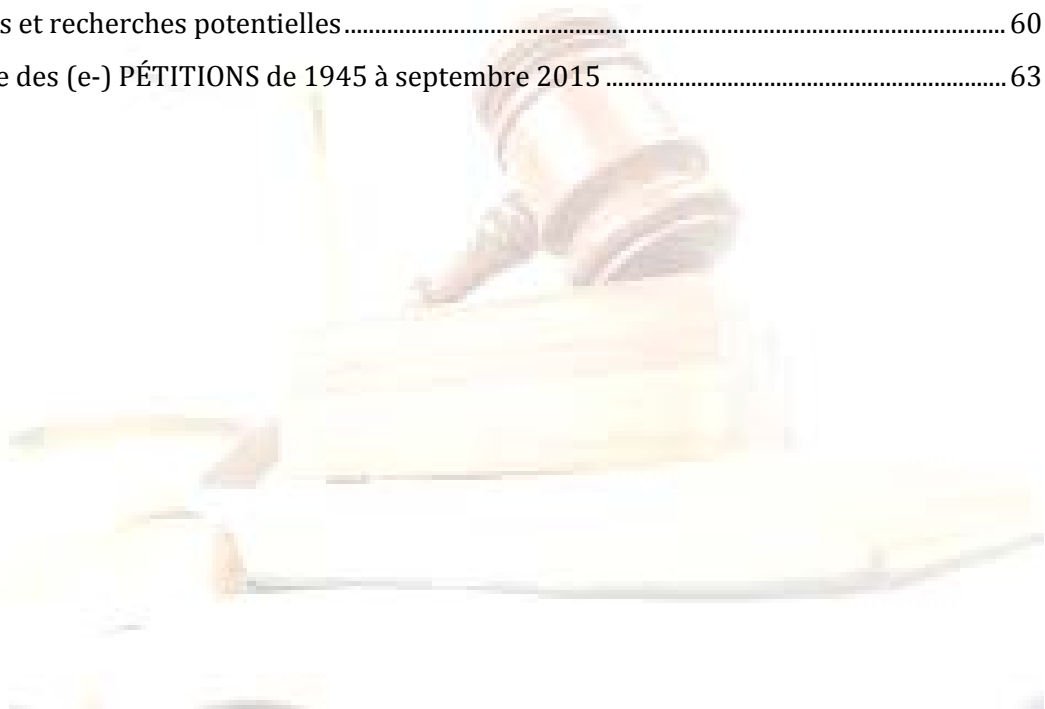 s et recherches potentielles 60
e des (e-) PÉTITIONS de 1945 à septembre 2015 63